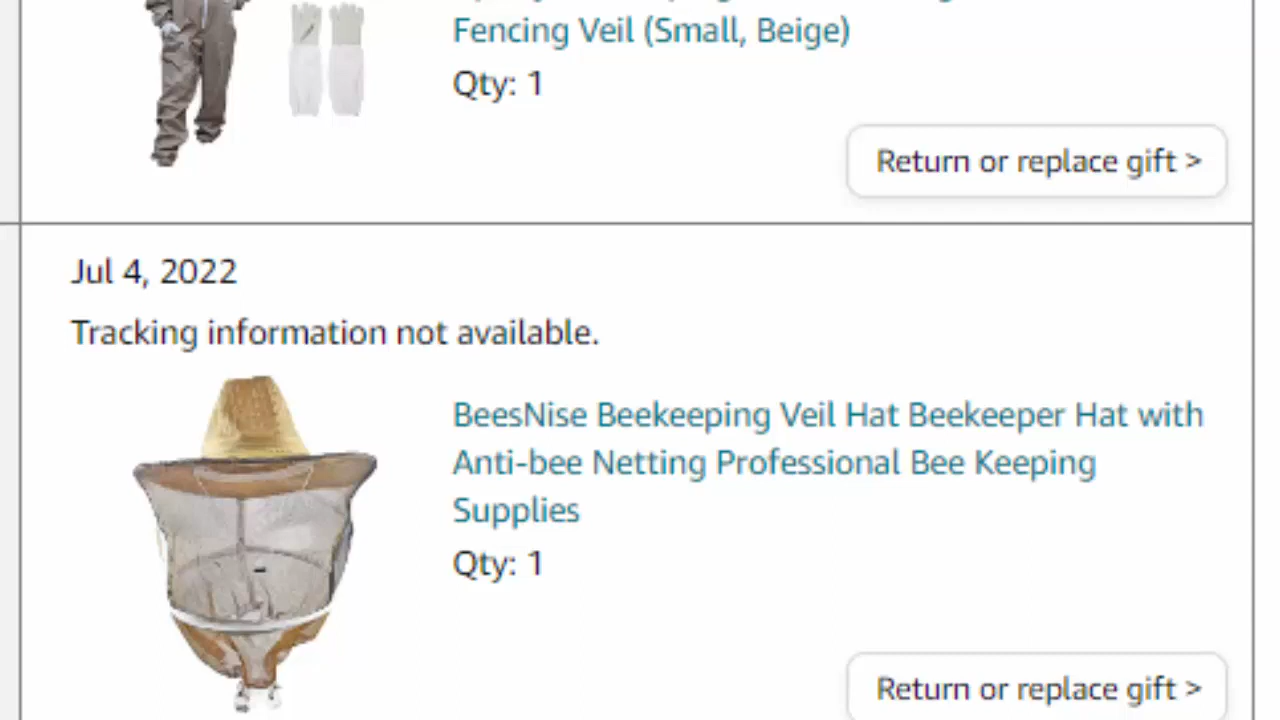 Fencing Veil (Small, Beige)
Qty: 1
Return or replace gift >
Jul 4, 2022
Tracking information not available.
BeesNise Beekeeping Veil Hat Beekeeper Hat with
Anti-bee Netting Professional Bee Keeping
Supplies
Qty: 1
Return or replace gift >